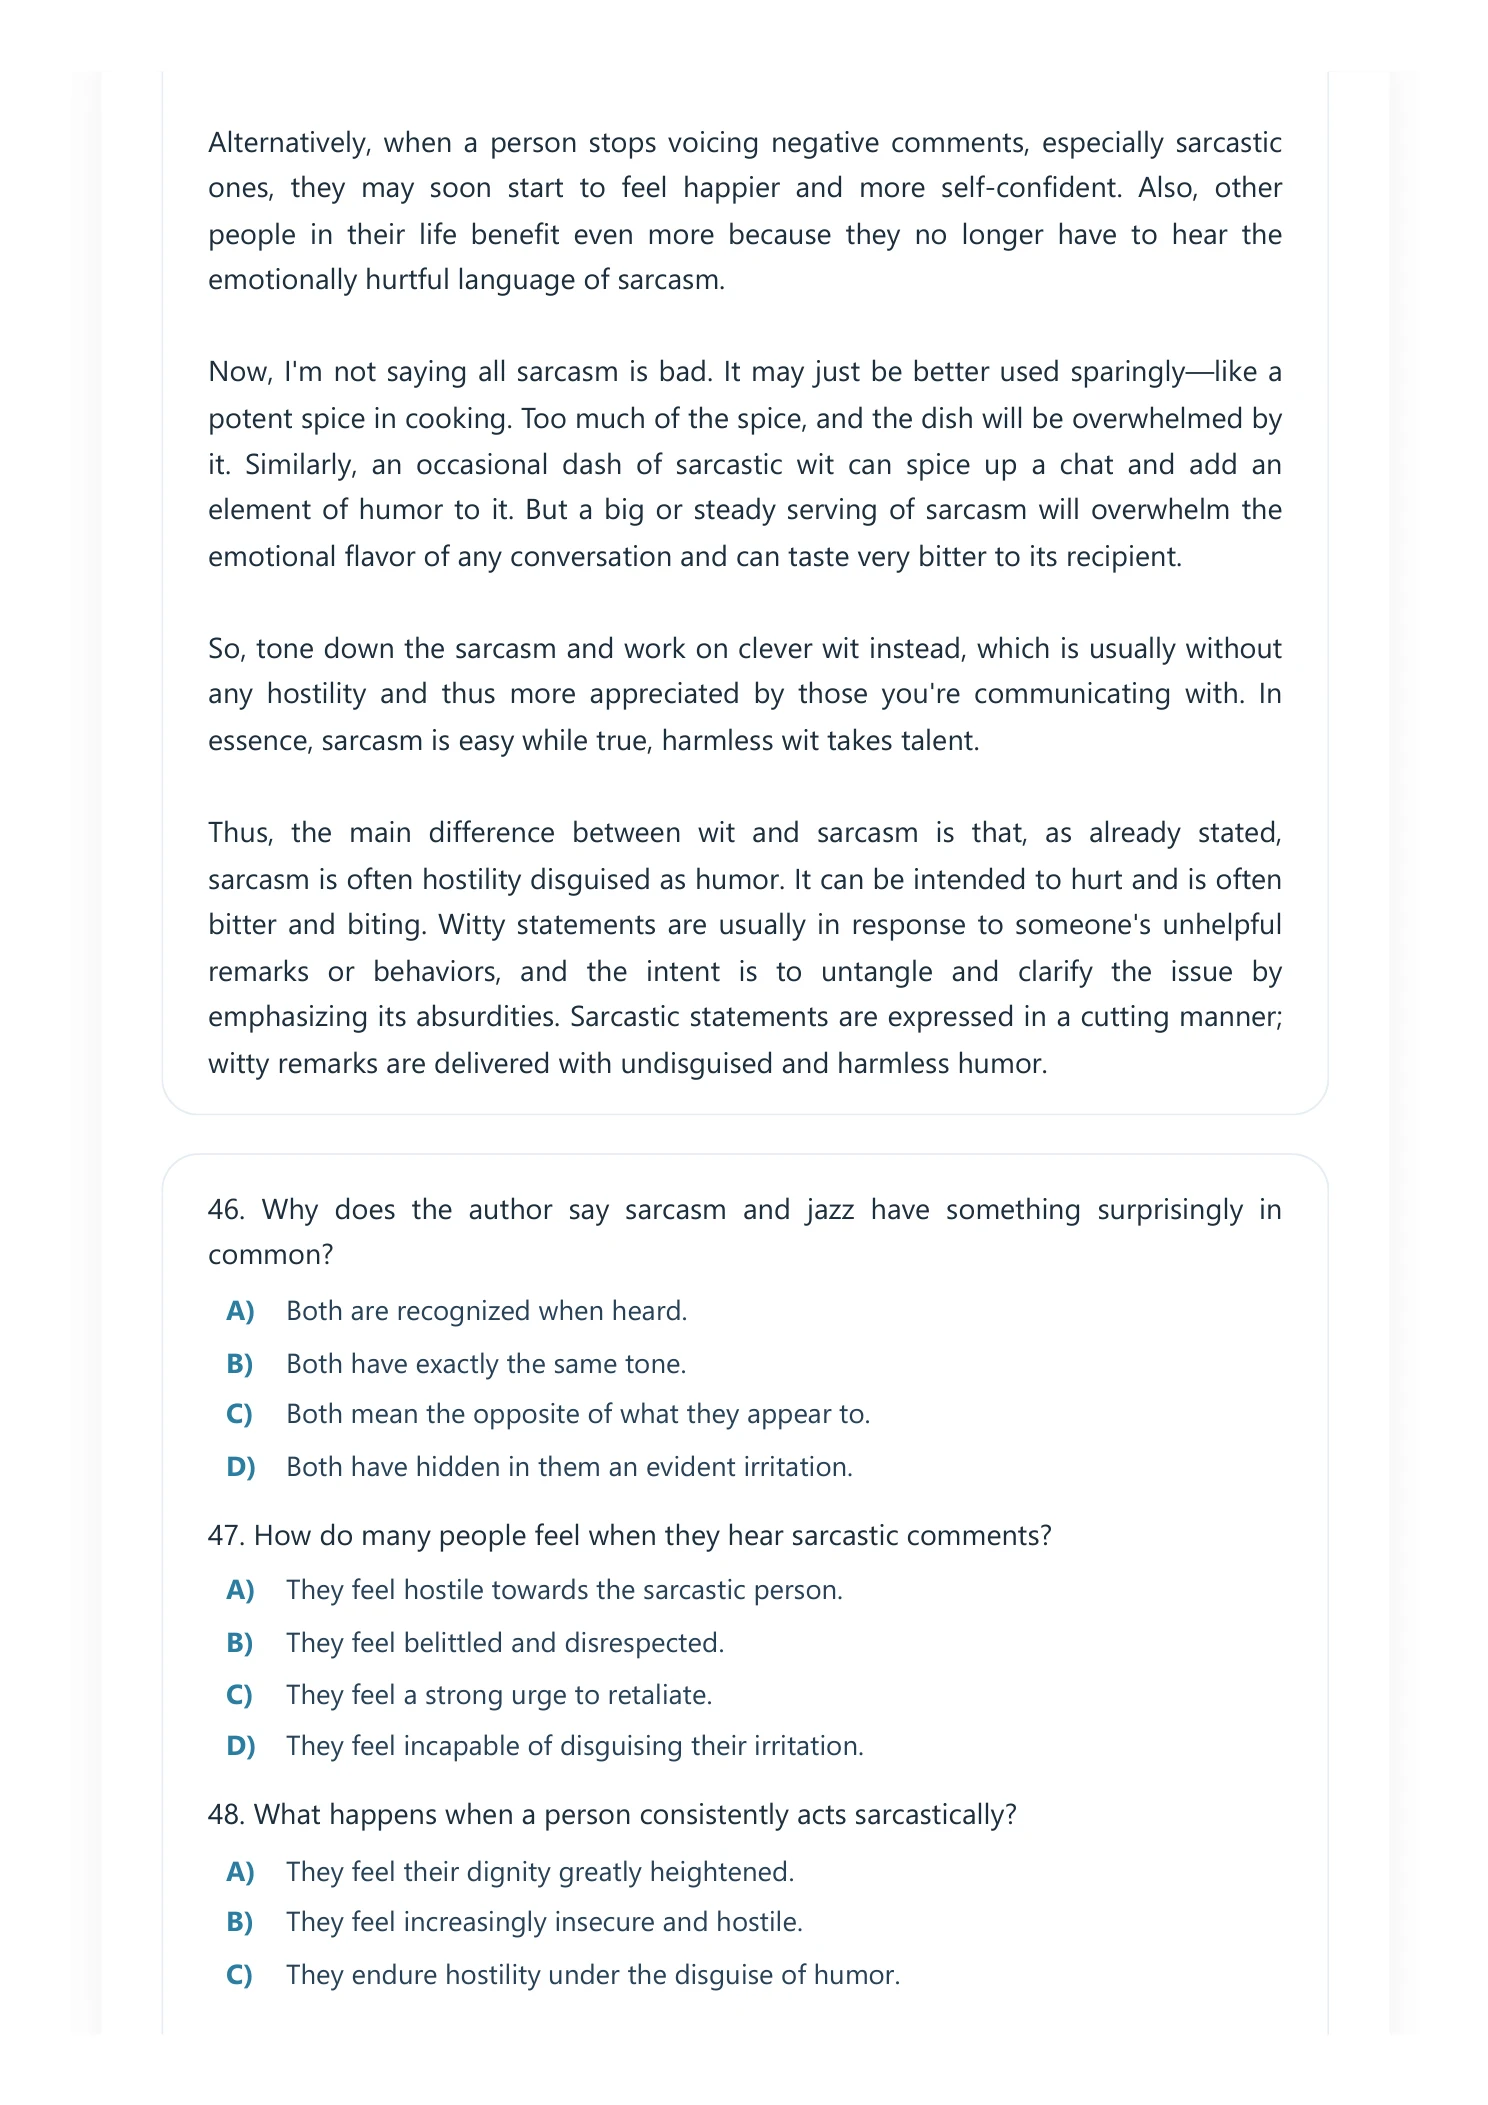 Alternatively, when a person stops voicing negative comments, especially sarcastic
ones, they may soon start to feel happier and more self-confident. Also, other
people in their life benefit even more because they no longer have to hear the
emotionally hurtful language of sarcasm.
Now, I'm not saying all sarcasm is bad. It may just be better used sparingly—like a
potent spice in cooking. Too much of the spice, and the dish will be overwhelmed by
it. Similarly, an occasional dash of sarcastic wit can spice up a chat and add an
element of humor to it. But a big or steady serving of sarcasm will overwhelm the
emotional flavor of any conversation and can taste very bitter to its recipient.
So, tone down the sarcasm and work on clever wit instead, which is usually without
any hostility and thus more appreciated by those you're communicating with. In
essence, sarcasm is easy while true, harmless wit takes talent.
Thus, the main difference between wit and sarcasm is that, as already stated,
sarcasm is often hostility disguised as humor. It can be intended to hurt and is often
bitter and biting. Witty statements are usually in response to someone's unhelpful
remarks or behaviors, and the intent is to untangle and clarify the issue by
emphasizing its absurdities. Sarcastic statements are expressed in a cutting manner;
witty remarks are delivered with undisguised and harmless humor.
46. Why does the author say sarcasm and jazz have something surprisingly in
common?
A) Both are recognized when heard.
B) Both have exactly the same tone.
C) Both mean the opposite of what they appear to.
D) Both have hidden in them an evident irritation.
47. How do many people feel when they hear sarcastic comments?
A) They feel hostile towards the sarcastic person.
B) They feel belittled and disrespected.
C) They feel a strong urge to retaliate.
D) They feel incapable of disguising their irritation.
48. What happens when a person consistently acts sarcastically?
A) They feel their dignity greatly heightened.
B) They feel increasingly insecure and hostile.
C) They endure hostility under the disguise of humor.